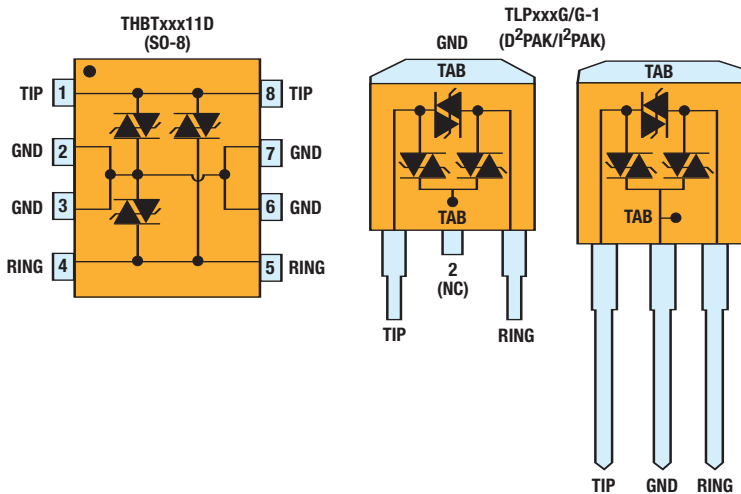 THBTxxx11D
(SO-8)
TIP 1
8 TIP
GND 2
7 GND
GND 3
6 GND
RING 4
5 RING
TLPxxxG/G-1
(D²PAK/I²PAK)
GND
TAB
TAB
2
(NC)
TIP
RING
TAB
TAB
TIP
GND
RING